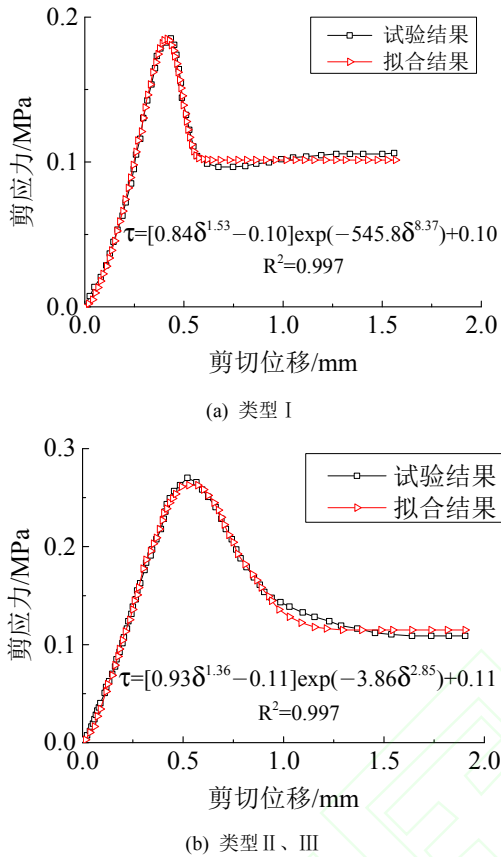 0.2
试验结果
拟合结果
0.1
剪应力/MPa
τ=[0.84δ^1.53−0.10]exp(−545.8δ^8.37)+0.10
R²=0.997
0.0
0.0 0.5 1.0 1.5 2.0
剪切位移/mm
(a) 类型Ⅰ
0.3
试验结果
拟合结果
0.2
剪应力/MPa
0.1
τ=[0.93δ^1.36−0.11]exp(−3.86δ^2.85)+0.11
R²=0.997
0.0
0.0 0.5 1.0 1.5 2.0
剪切位移/mm
(b) 类型Ⅱ、Ⅲ